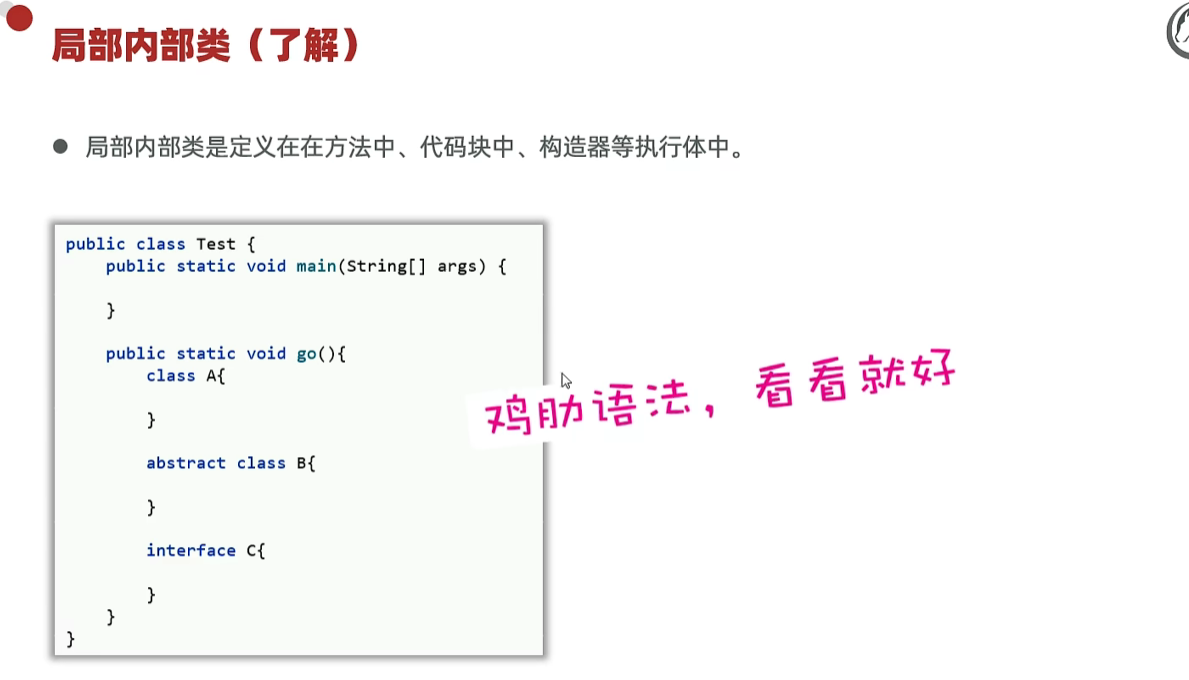 局部内部类（了解）
● 局部内部类是定义在在方法中、代码块中、构造器等执行体中。
public class Test {
    public static void main(String[] args) {
    }
    public static void go(){
        class A{
        }
        abstract class B{
        }
        interface C{
        }
    }
}
鸡肋语法，看看就好